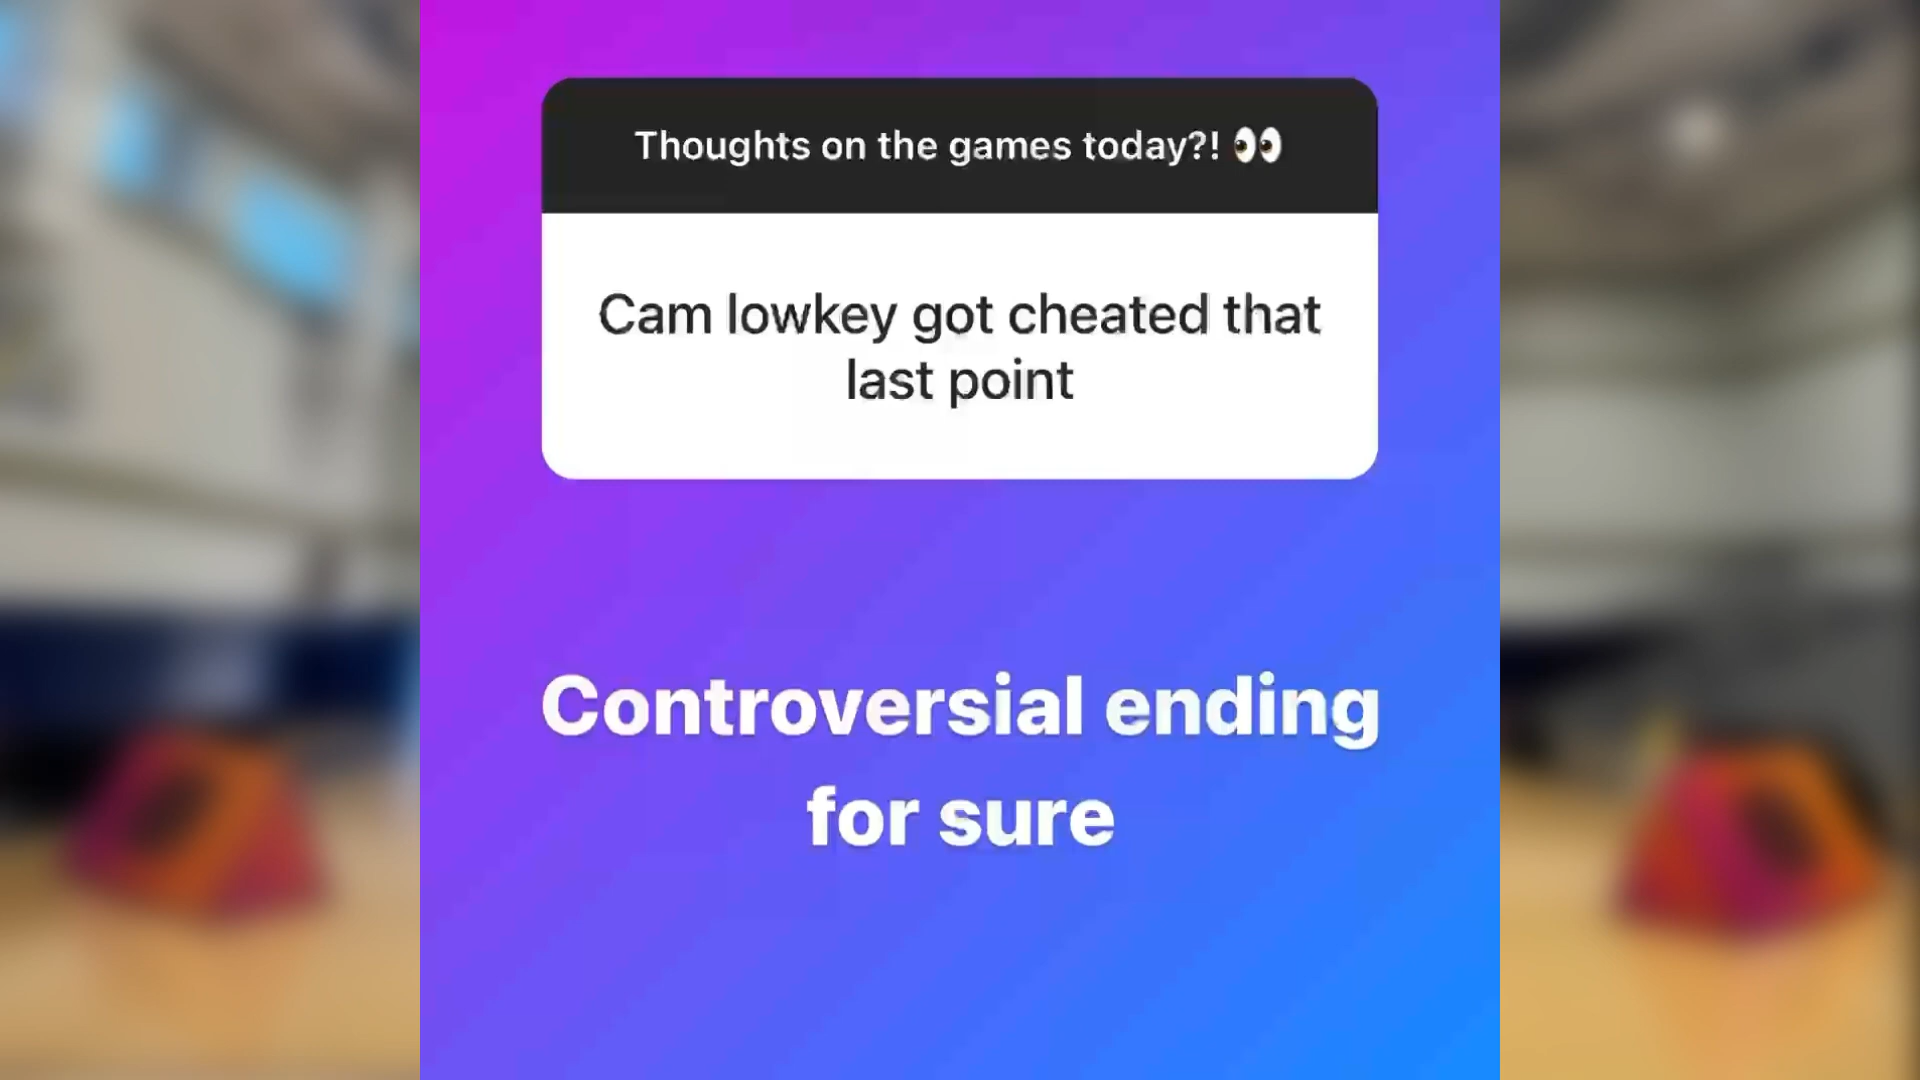 Thoughts on the games today?! 👀
Cam lowkey got cheated that
last point
Controversial ending
for sure